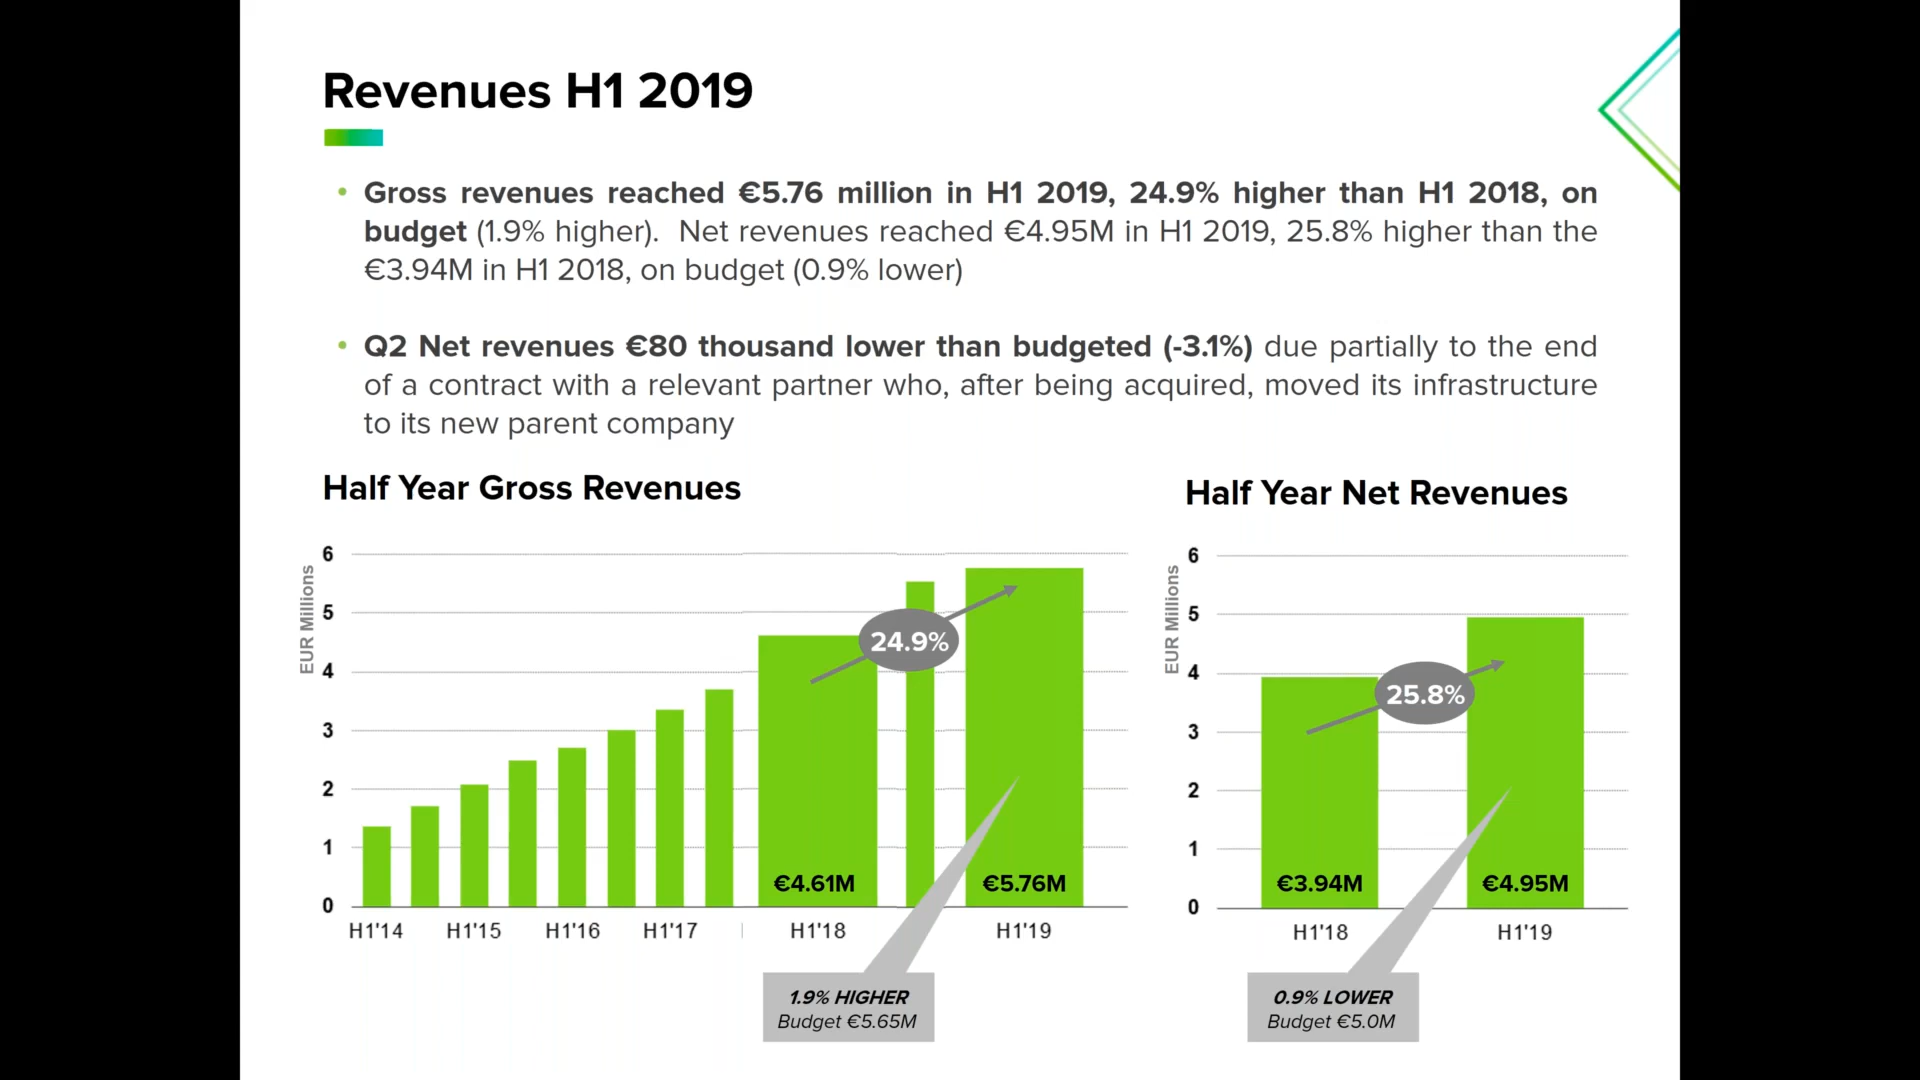 Revenues H1 2019
• Gross revenues reached €5.76 million in H1 2019, 24.9% higher than H1 2018, on
budget (1.9% higher).  Net revenues reached €4.95M in H1 2019, 25.8% higher than the
€3.94M in H1 2018, on budget (0.9% lower)
• Q2 Net revenues €80 thousand lower than budgeted (-3.1%) due partially to the end
of a contract with a relevant partner who, after being acquired, moved its infrastructure
to its new parent company
Half Year Gross Revenues
EUR Millions
6
5
4
3
2
1
0
24.9%
€4.61M
€5.76M
H1'14 H1'15 H1'16 H1'17 H1'18 H1'19
1.9% HIGHER
Budget €5.65M
Half Year Net Revenues
EUR Millions
6
5
4
3
2
1
0
25.8%
€3.94M
€4.95M
H1'18 H1'19
0.9% LOWER
Budget €5.0M